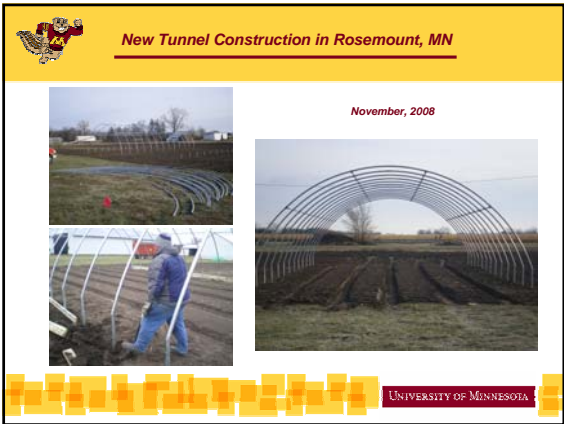 New Tunnel Construction in Rosemount, MN
November, 2008
UNIVERSITY OF MINNESOTA